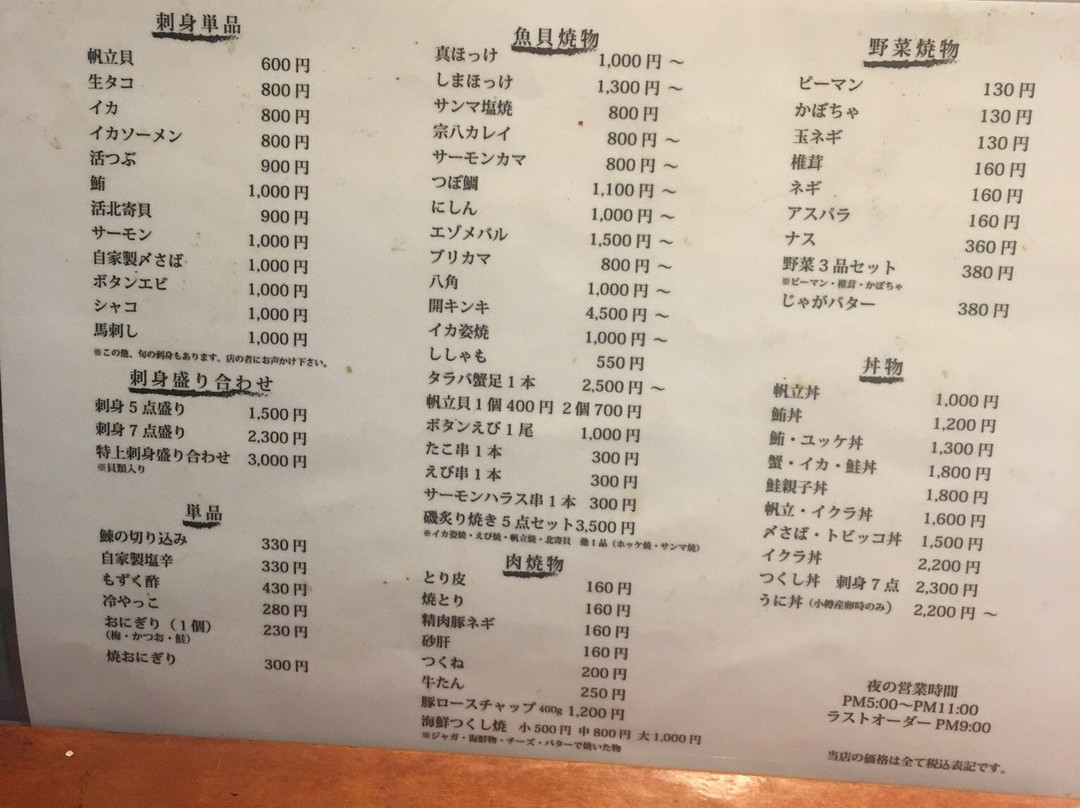 刺身単品
帆立貝 600円
生タコ 800円
イカ 800円
イカソーメン 800円
活つぶ 900円
鮪 1,000円
活北寄貝 900円
サーモン 1,000円
自家製〆さば 1,000円
ボタンエビ 1,000円
シャコ 1,000円
馬刺し 1,000円
※この他、旬の刺身もあります。店の者にお声かけ下さい。
刺身盛り合わせ
刺身5点盛り 1,500円
刺身7点盛り 2,300円
特上刺身盛り合わせ 3,000円
※貝類入り
単品
鰊の切り込み 330円
自家製塩辛 330円
もずく酢 430円
冷やっこ 280円
おにぎり(1個) 230円
(梅・かつお・鮭)
焼おにぎり 300円
魚貝焼物
真ほっけ 1,000円～
しまほっけ 1,300円～
サンマ塩焼 800円
宗八カレイ 800円～
サーモンカマ 800円～
つぼ鯛 1,100円～
にしん 1,000円～
エゾメバル 1,500円～
ブリカマ 800円～
八角 1,000円～
開キンキ 4,500円～
イカ姿焼 1,000円～
ししゃも 550円
タラバ蟹足1本 2,500円～
帆立貝1個400円 2個700円
ボタンえび1尾 1,000円
たこ串1本 300円
えび串1本 300円
サーモンハラス串1本 300円
磯炙り焼き5点セット3,500円
※イカ姿焼・えび焼・帆立焼・北寄貝 他1品(ホッケ焼・サンマ焼)
肉焼物
とり皮 160円
焼とり 160円
精肉豚ネギ 160円
砂肝 160円
つくね 200円
牛たん 250円
豚ロースチャップ400g 1,200円
海鮮つくし焼 小500円 中800円 大1,000円
※ジャガ・海鮮物・チーズ・バターで焼いた物
野菜焼物
ピーマン 130円
かぼちゃ 130円
玉ネギ 130円
椎茸 160円
ネギ 160円
アスパラ 160円
ナス 360円
野菜3品セット 380円
※ピーマン・椎茸・かぼちゃ
じゃがバター 380円
丼物
帆立丼 1,000円
鮪丼 1,200円
鮪・ユッケ丼 1,300円
蟹・イカ・鮭丼 1,800円
鮭親子丼 1,800円
帆立・イクラ丼 1,600円
〆さば・トビッコ丼 1,500円
イクラ丼 2,200円
つくし丼 刺身7点 2,300円
うに丼(小樽産卵時のみ) 2,200円～
夜の営業時間
PM5:00～PM11:00
ラストオーダーPM9:00
当店の価格は全て税込表記です。